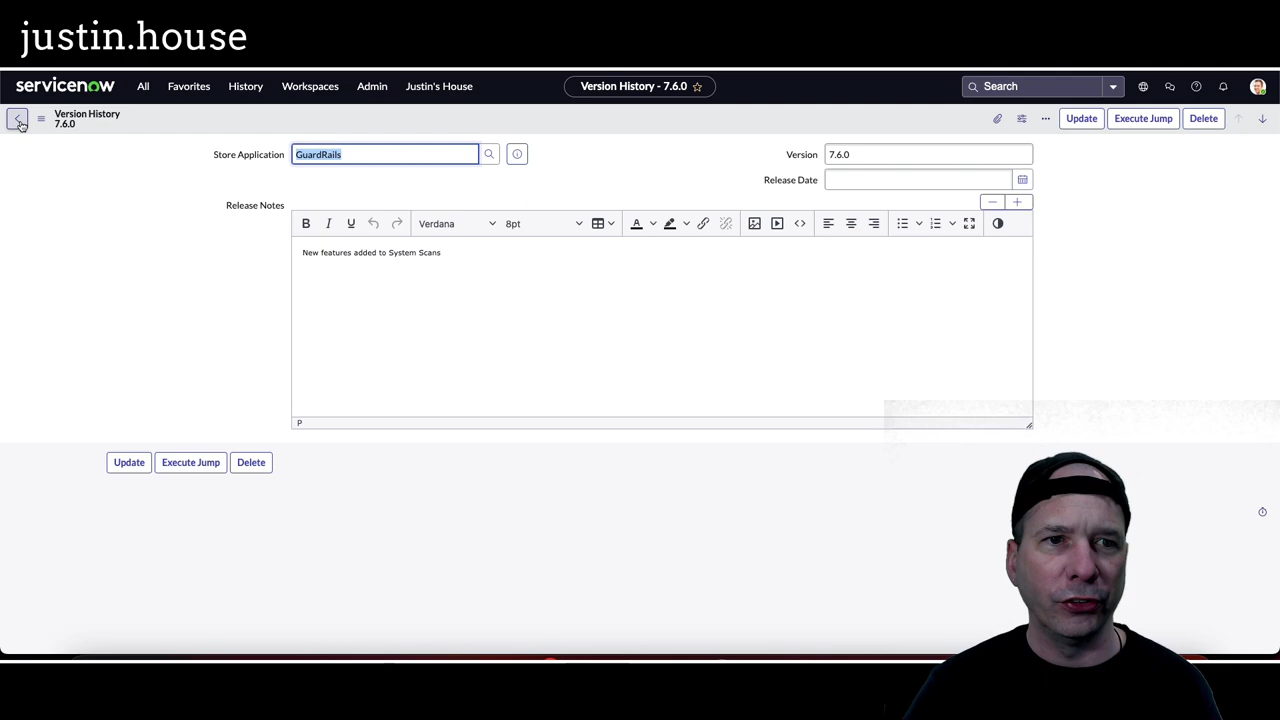 justin.house
servicenow All Favorites History Workspaces Admin Justin's House Version History - 7.6.0 Search
Version History
7.6.0
Update Execute Jump Delete
Store Application GuardRails Version 7.6.0
Release Date
Release Notes
B I U Verdana 8pt A
New features added to System Scans
P
Update Execute Jump Delete